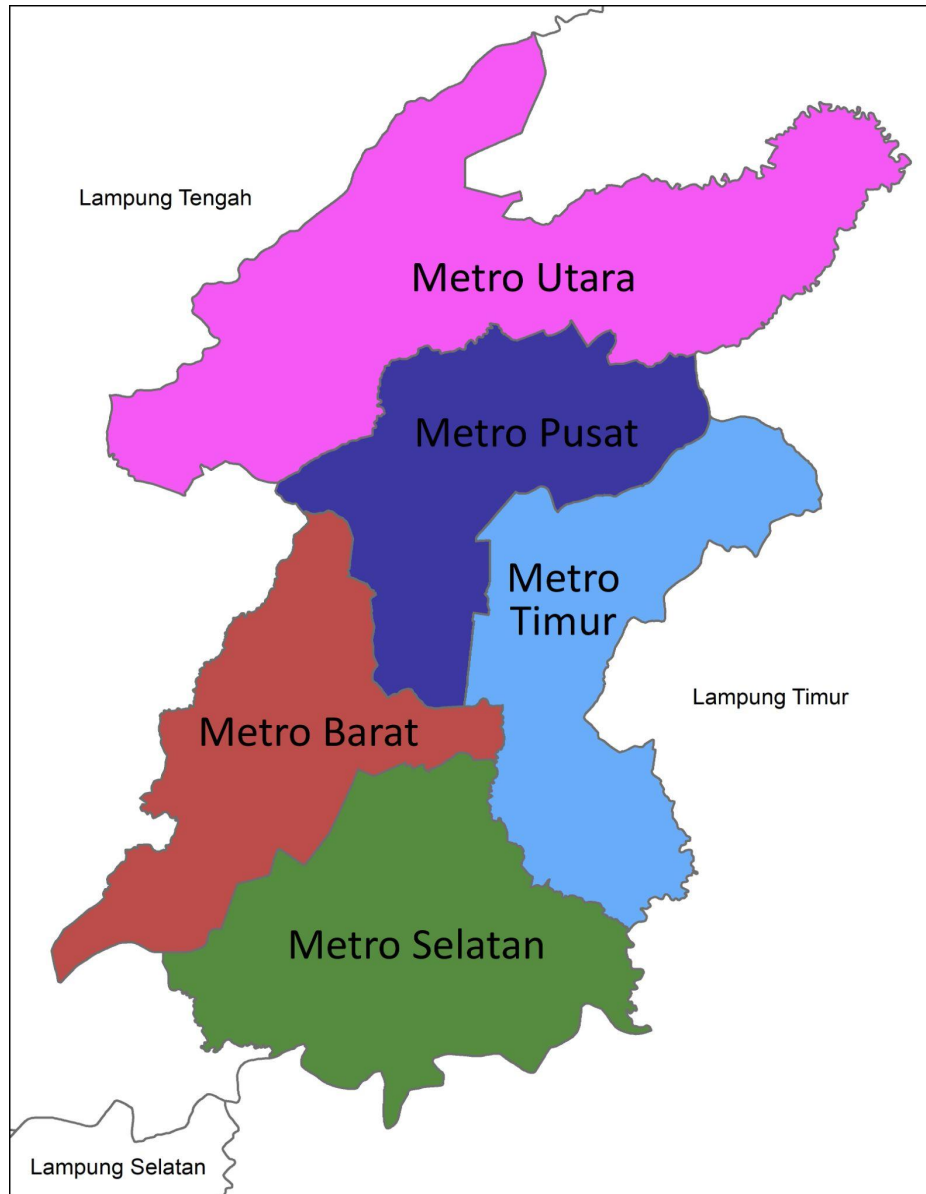 Lampung Tengah
Metro Utara
Metro Pusat
Metro
Timur
Lampung Timur
Metro Barat
Metro Selatan
Lampung Selatan